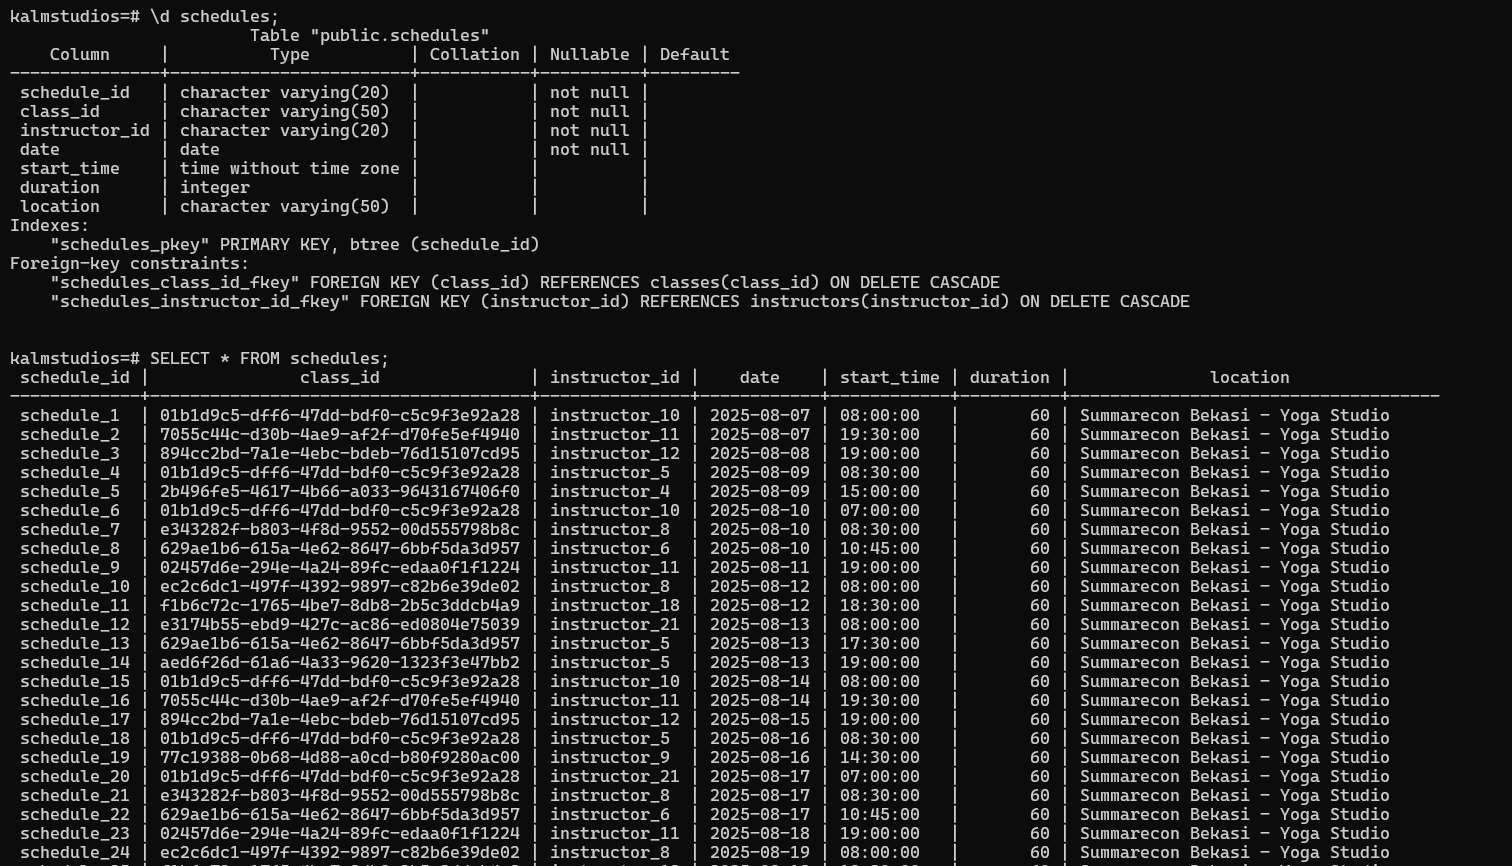 kalmstudios=# \d schedules;
                        Table "public.schedules"
    Column     |          Type          | Collation | Nullable | Default
---------------+------------------------+-----------+----------+---------
 schedule_id   | character varying(20)  |           | not null |
 class_id      | character varying(50)  |           | not null |
 instructor_id | character varying(20)  |           | not null |
 date          | date                   |           | not null |
 start_time    | time without time zone |           |          |
 duration      | integer                |           |          |
 location      | character varying(50)  |           |          |
Indexes:
    "schedules_pkey" PRIMARY KEY, btree (schedule_id)
Foreign-key constraints:
    "schedules_class_id_fkey" FOREIGN KEY (class_id) REFERENCES classes(class_id) ON DELETE CASCADE
    "schedules_instructor_id_fkey" FOREIGN KEY (instructor_id) REFERENCES instructors(instructor_id) ON DELETE CASCADE
kalmstudios=# SELECT * FROM schedules;
 schedule_id |               class_id               | instructor_id |    date    | start_time | duration |              location
-------------+--------------------------------------+---------------+------------+------------+----------+-------------------------------------
 schedule_1  | 01b1d9c5-dff6-47dd-bdf0-c5c9f3e92a28 | instructor_10 | 2025-08-07 | 08:00:00   |       60 | Summarecon Bekasi - Yoga Studio
 schedule_2  | 7055c44c-d30b-4ae9-af2f-d70fe5ef4940 | instructor_11 | 2025-08-07 | 19:30:00   |       60 | Summarecon Bekasi - Yoga Studio
 schedule_3  | 894cc2bd-7a1e-4ebc-bdeb-76d15107cd95 | instructor_12 | 2025-08-08 | 19:00:00   |       60 | Summarecon Bekasi - Yoga Studio
 schedule_4  | 01b1d9c5-dff6-47dd-bdf0-c5c9f3e92a28 | instructor_5  | 2025-08-09 | 08:30:00   |       60 | Summarecon Bekasi - Yoga Studio
 schedule_5  | 2b496fe5-4617-4b66-a033-9643167406f0 | instructor_4  | 2025-08-09 | 15:00:00   |       60 | Summarecon Bekasi - Yoga Studio
 schedule_6  | 01b1d9c5-dff6-47dd-bdf0-c5c9f3e92a28 | instructor_10 | 2025-08-10 | 07:00:00   |       60 | Summarecon Bekasi - Yoga Studio
 schedule_7  | e343282f-b803-4f8d-9552-00d555798b8c | instructor_8  | 2025-08-10 | 08:30:00   |       60 | Summarecon Bekasi - Yoga Studio
 schedule_8  | 629ae1b6-615a-4e62-8647-6bbf5da3d957 | instructor_6  | 2025-08-10 | 10:45:00   |       60 | Summarecon Bekasi - Yoga Studio
 schedule_9  | 02457d6e-294e-4a24-89fc-edaa0f1f1224 | instructor_11 | 2025-08-11 | 19:00:00   |       60 | Summarecon Bekasi - Yoga Studio
 schedule_10 | ec2c6dc1-497f-4392-9897-c82b6e39de02 | instructor_8  | 2025-08-12 | 08:00:00   |       60 | Summarecon Bekasi - Yoga Studio
 schedule_11 | f1b6c72c-1765-4be7-8db8-2b5c3ddcb4a9 | instructor_18 | 2025-08-12 | 18:30:00   |       60 | Summarecon Bekasi - Yoga Studio
 schedule_12 | e3174b55-ebd9-427c-ac86-ed0804e75039 | instructor_21 | 2025-08-13 | 08:00:00   |       60 | Summarecon Bekasi - Yoga Studio
 schedule_13 | 629ae1b6-615a-4e62-8647-6bbf5da3d957 | instructor_5  | 2025-08-13 | 17:30:00   |       60 | Summarecon Bekasi - Yoga Studio
 schedule_14 | aed6f26d-61a6-4a33-9620-1323f3e47bb2 | instructor_5  | 2025-08-13 | 19:00:00   |       60 | Summarecon Bekasi - Yoga Studio
 schedule_15 | 01b1d9c5-dff6-47dd-bdf0-c5c9f3e92a28 | instructor_10 | 2025-08-14 | 08:00:00   |       60 | Summarecon Bekasi - Yoga Studio
 schedule_16 | 7055c44c-d30b-4ae9-af2f-d70fe5ef4940 | instructor_11 | 2025-08-14 | 19:30:00   |       60 | Summarecon Bekasi - Yoga Studio
 schedule_17 | 894cc2bd-7a1e-4ebc-bdeb-76d15107cd95 | instructor_12 | 2025-08-15 | 19:00:00   |       60 | Summarecon Bekasi - Yoga Studio
 schedule_18 | 01b1d9c5-dff6-47dd-bdf0-c5c9f3e92a28 | instructor_5  | 2025-08-16 | 08:30:00   |       60 | Summarecon Bekasi - Yoga Studio
 schedule_19 | 77c19388-0b68-4d88-a0cd-b80f9280ac00 | instructor_9  | 2025-08-16 | 14:30:00   |       60 | Summarecon Bekasi - Yoga Studio
 schedule_20 | 01b1d9c5-dff6-47dd-bdf0-c5c9f3e92a28 | instructor_21 | 2025-08-17 | 07:00:00   |       60 | Summarecon Bekasi - Yoga Studio
 schedule_21 | e343282f-b803-4f8d-9552-00d555798b8c | instructor_8  | 2025-08-17 | 08:30:00   |       60 | Summarecon Bekasi - Yoga Studio
 schedule_22 | 629ae1b6-615a-4e62-8647-6bbf5da3d957 | instructor_6  | 2025-08-17 | 10:45:00   |       60 | Summarecon Bekasi - Yoga Studio
 schedule_23 | 02457d6e-294e-4a24-89fc-edaa0f1f1224 | instructor_11 | 2025-08-18 | 19:00:00   |       60 | Summarecon Bekasi - Yoga Studio
 schedule_24 | ec2c6dc1-497f-4392-9897-c82b6e39de02 | instructor_8  | 2025-08-19 | 08:00:00   |       60 | Summarecon Bekasi - Yoga Studio